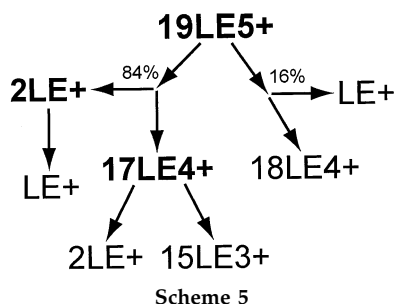 19LE5+
84%
16%
2LE+
LE+
LE+
17LE4+
18LE4+
2LE+ 15LE3+
Scheme 5